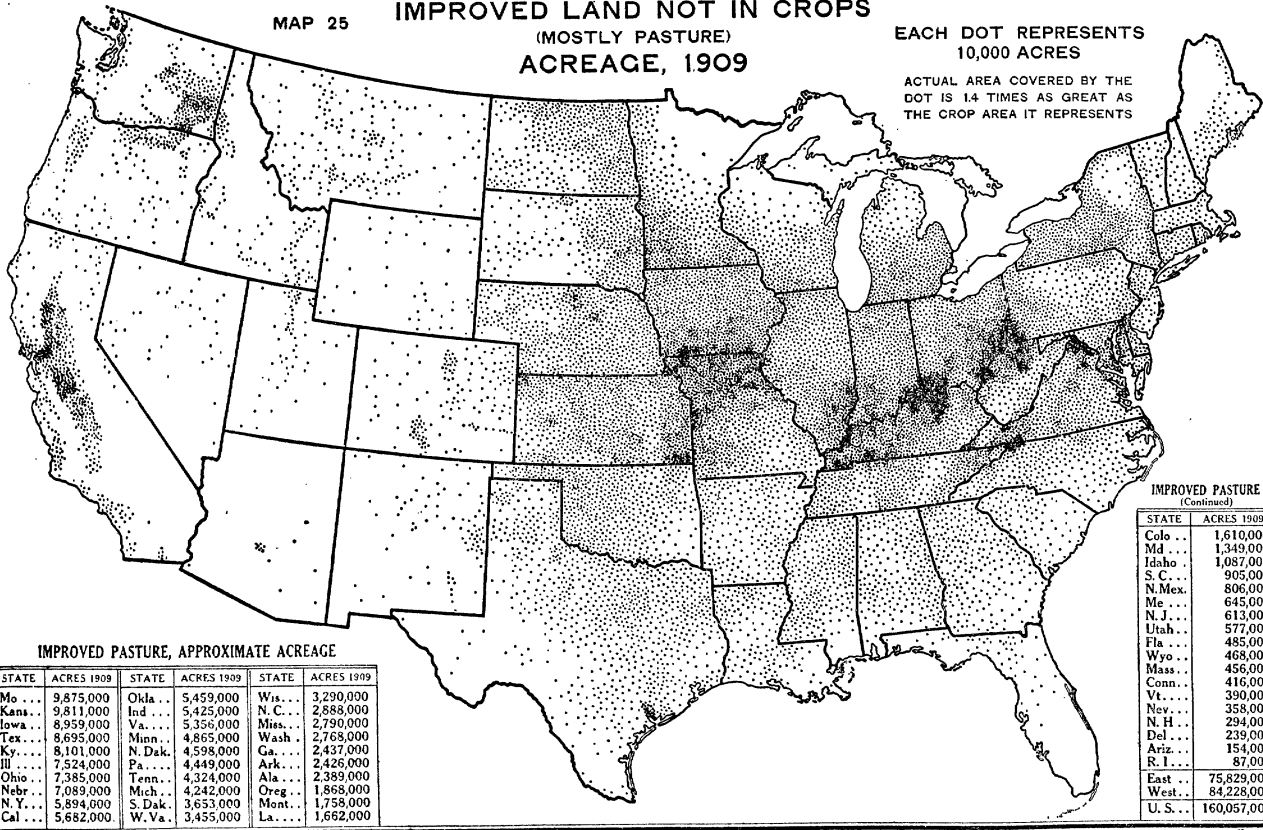 MAP 25
IMPROVED LAND NOT IN CROPS
(MOSTLY PASTURE)
ACREAGE, 1909
EACH DOT REPRESENTS
10,000 ACRES
ACTUAL AREA COVERED BY THE
DOT IS 1.4 TIMES AS GREAT AS
THE CROP AREA IT REPRESENTS
IMPROVED PASTURE, APPROXIMATE ACREAGE
STATE ACRES 1909 STATE ACRES 1909 STATE ACRES 1909
Mo ... 9,875,000 Okla .. 5,459,000 Wis... 3,290,000
Kans.. 9,811,000 Ind ... 5,425,000 N. C. 2,888,000
Iowa .. 8,959,000 Va.... 5,356,000 Miss... 2,790,000
Tex... 8,695,000 Minn.. 4,865,000 Wash . 2,768,000
Ky.... 8,101,000 N. Dak. 4,598,000 Ga.... 2,437,000
Ill .... 7,524,000 Pa.... 4,449,000 Ark... 2,426,000
Ohio .. 7,385,000 Tenn.. 4,324,000 Ala... 2,389,000
Nebr .. 7,089,000 Mich.. 4,242,000 Oreg.. 1,868,000
N. Y... 5,894,000 S. Dak. 3,653,000 Mont.. 1,758,000
Cal ... 5,682,000 W. Va. 3,455,000 La.... 1,662,000
IMPROVED PASTURE
(Continued)
STATE ACRES 1909
Colo .. 1,610,00
Md ... 1,349,00
Idaho . 1,087,00
S. C... 905,00
N. Mex. 806,00
Me ... 645,00
N. J... 613,00
Utah.. 577,00
Fla ... 485,00
Wyo .. 468,00
Mass.. 456,00
Conn.. 416,00
Vt.... 390,00
Nev... 358,00
N. H .. 294,00
Del ... 239,00
Ariz... 154,00
R. I... 87,00
East .. 75,829,00
West.. 84,228,00
U. S... 160,057,00